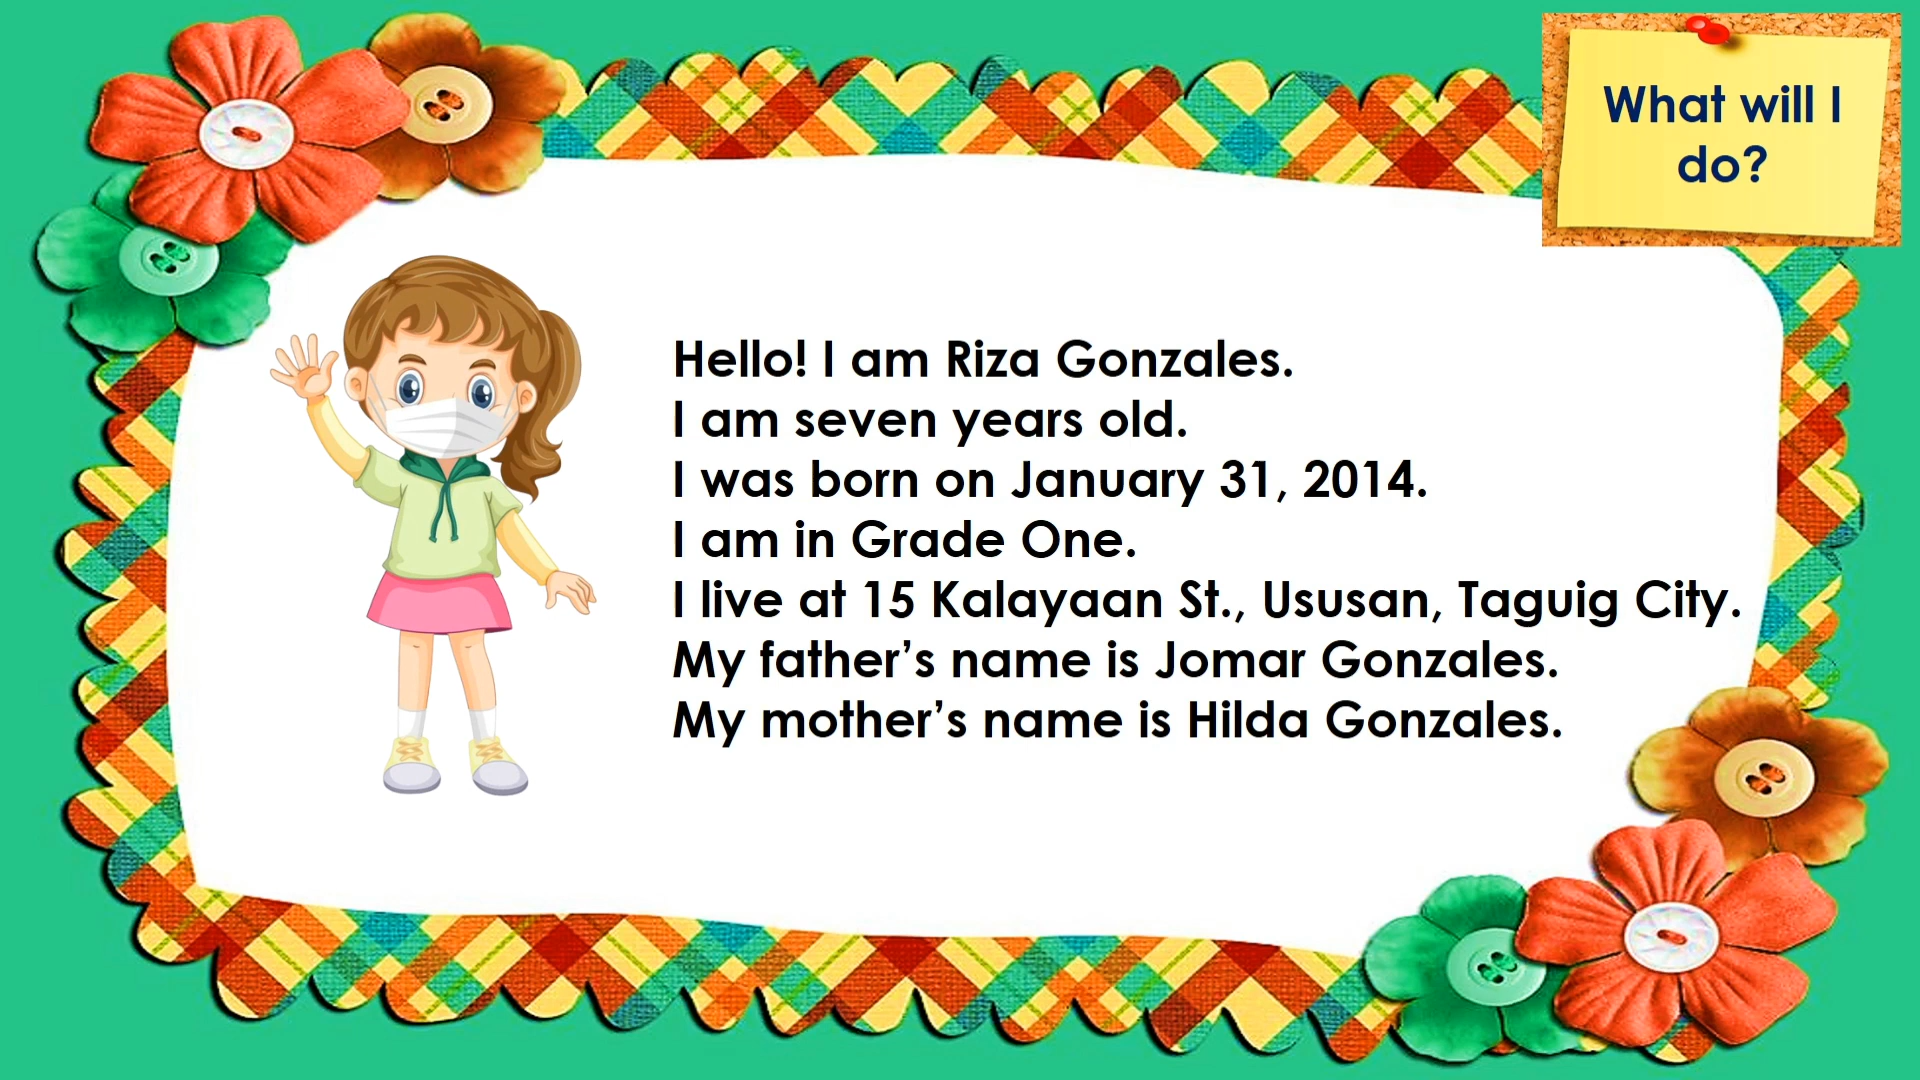 What will I
do?
Hello! I am Riza Gonzales.
I am seven years old.
I was born on January 31, 2014.
I am in Grade One.
I live at 15 Kalayaan St., Ususan, Taguig City.
My father’s name is Jomar Gonzales.
My mother’s name is Hilda Gonzales.